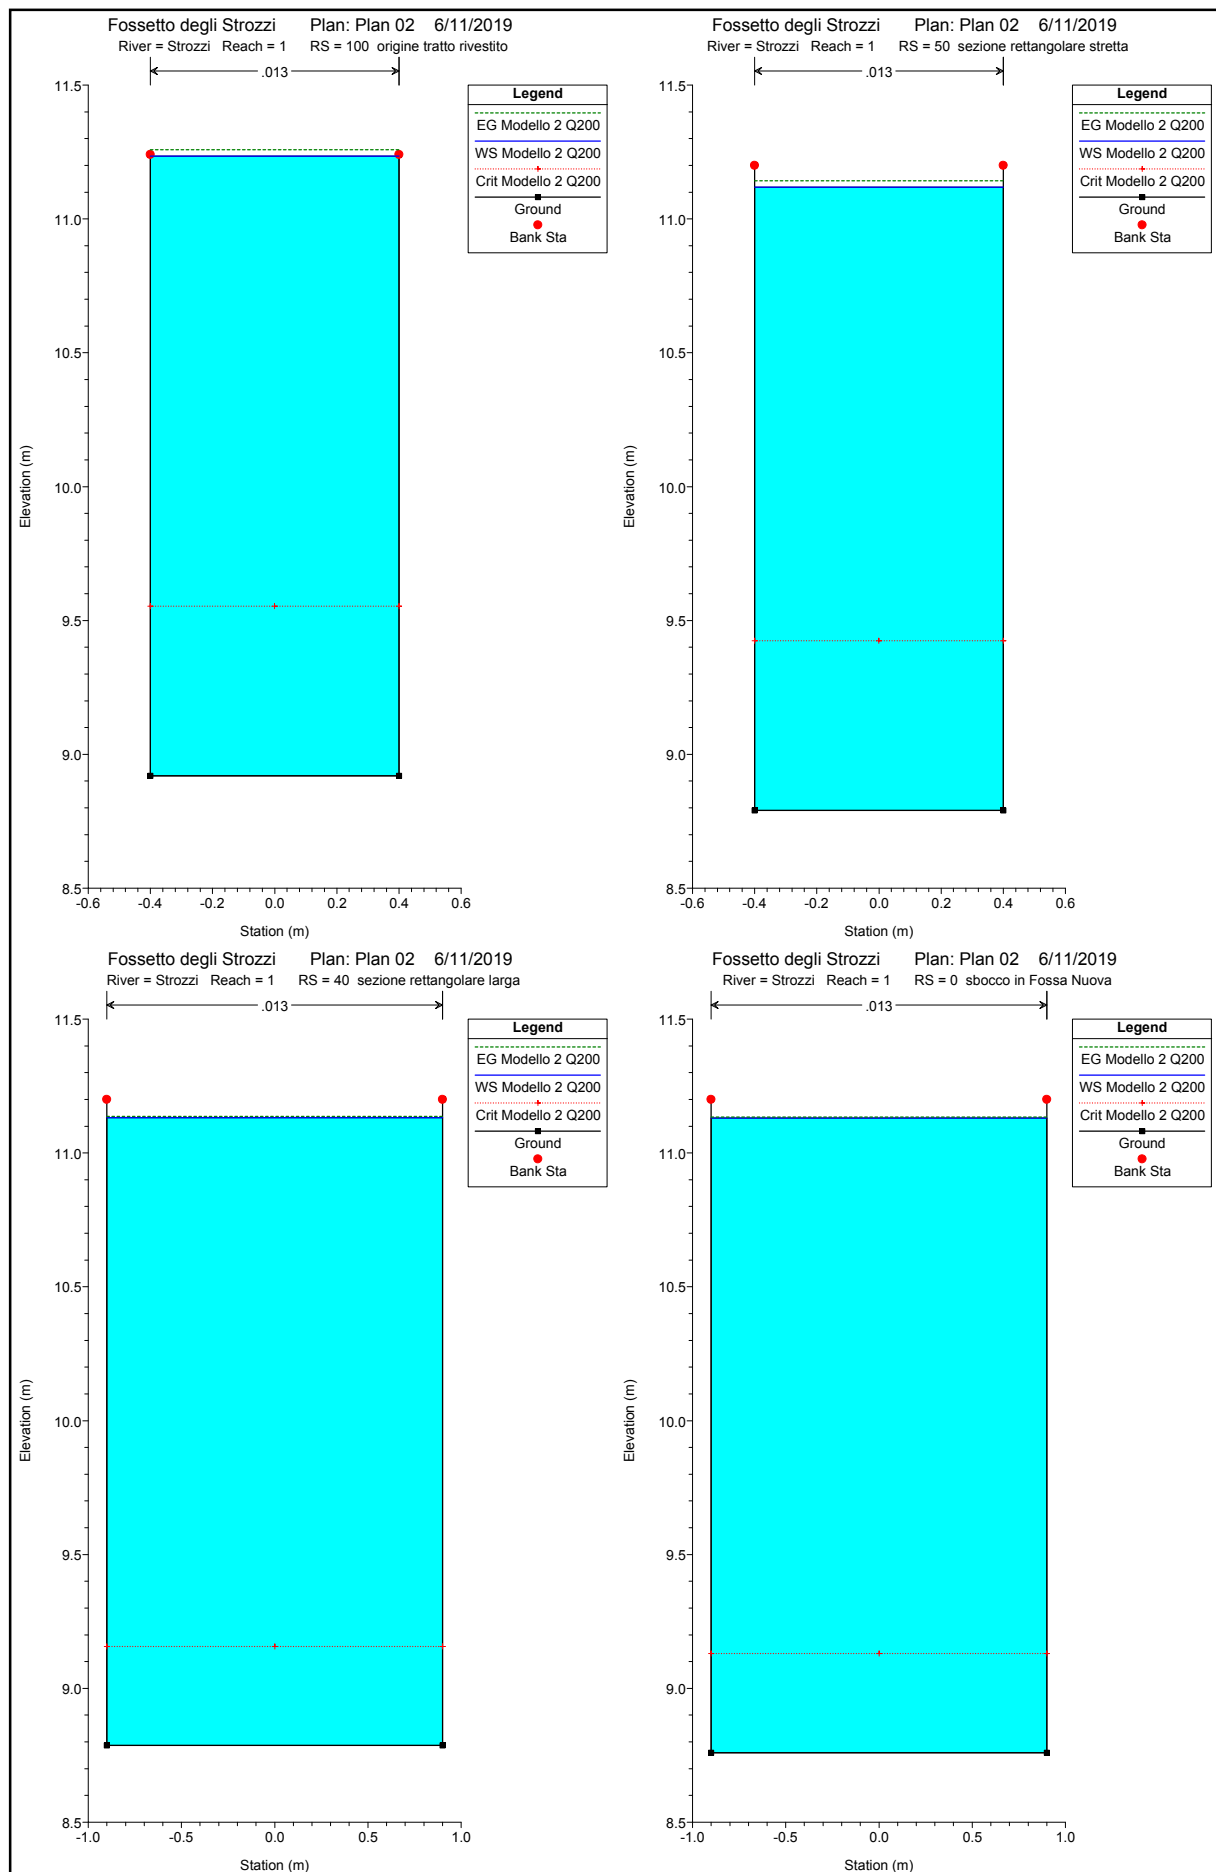 Fossetto degli Strozzi Plan: Plan 02 6/11/2019
River = Strozzi Reach = 1 RS = 100 origine tratto rivestito
.013
11.5
11.0
10.5
10.0
9.5
9.0
8.5
-0.6 -0.4 -0.2 0.0 0.2 0.4 0.6
Elevation (m)
Station (m)
Legend
EG Modello 2 Q200
WS Modello 2 Q200
Crit Modello 2 Q200
Ground
Bank Sta
Fossetto degli Strozzi Plan: Plan 02 6/11/2019
River = Strozzi Reach = 1 RS = 50 sezione rettangolare stretta
.013
11.5
11.0
10.5
10.0
9.5
9.0
8.5
-0.6 -0.4 -0.2 0.0 0.2 0.4 0.6
Elevation (m)
Station (m)
Legend
EG Modello 2 Q200
WS Modello 2 Q200
Crit Modello 2 Q200
Ground
Bank Sta
Fossetto degli Strozzi Plan: Plan 02 6/11/2019
River = Strozzi Reach = 1 RS = 40 sezione rettangolare larga
.013
11.5
11.0
10.5
10.0
9.5
9.0
8.5
-1.0 -0.5 0.0 0.5 1.0
Elevation (m)
Station (m)
Legend
EG Modello 2 Q200
WS Modello 2 Q200
Crit Modello 2 Q200
Ground
Bank Sta
Fossetto degli Strozzi Plan: Plan 02 6/11/2019
River = Strozzi Reach = 1 RS = 0 sbocco in Fossa Nuova
.013
11.5
11.0
10.5
10.0
9.5
9.0
8.5
-1.0 -0.5 0.0 0.5 1.0
Elevation (m)
Station (m)
Legend
EG Modello 2 Q200
WS Modello 2 Q200
Crit Modello 2 Q200
Ground
Bank Sta